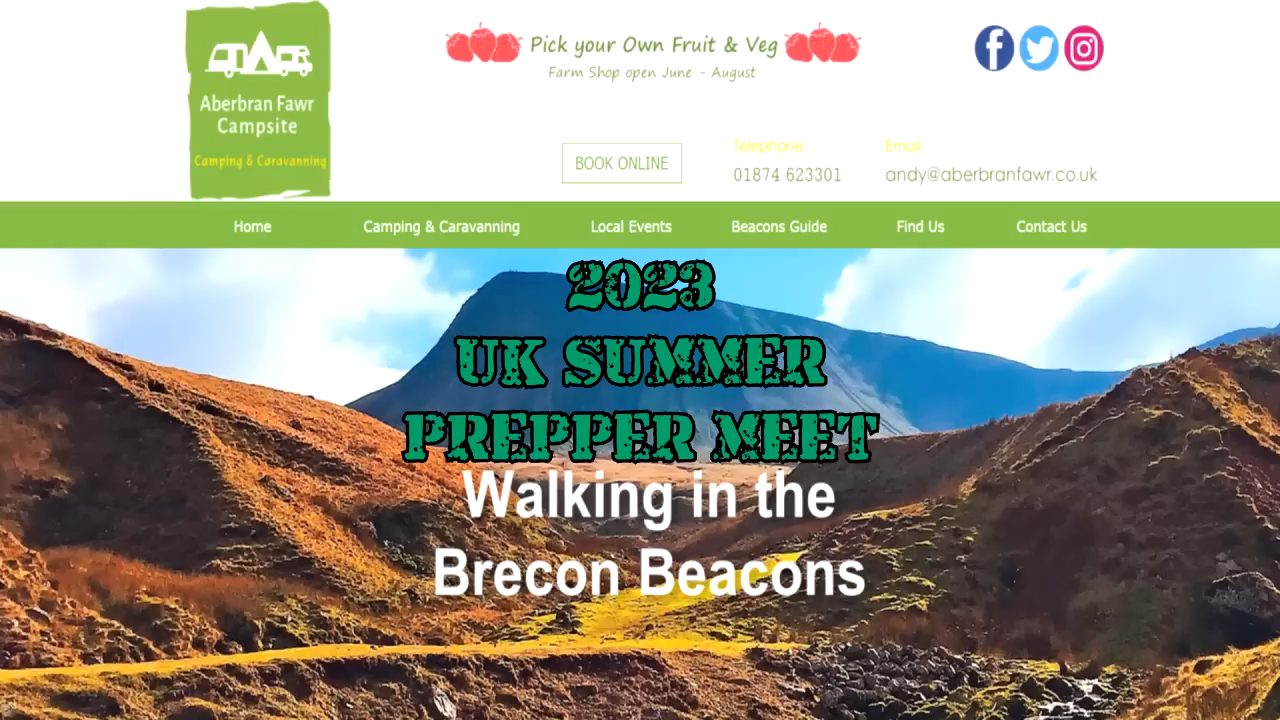 Aberbran Fawr
Campsite
Camping & Caravanning
Pick your Own Fruit & Veg
Farm Shop open June - August
BOOK ONLINE
Telephone:
01874 623301
Email:
andy@aberbranfawr.co.uk
Home
Camping & Caravanning
Local Events
Beacons Guide
Find Us
Contact Us
2023
UK SUMMER
PREPPER MEET
Walking in the
Brecon Beacons